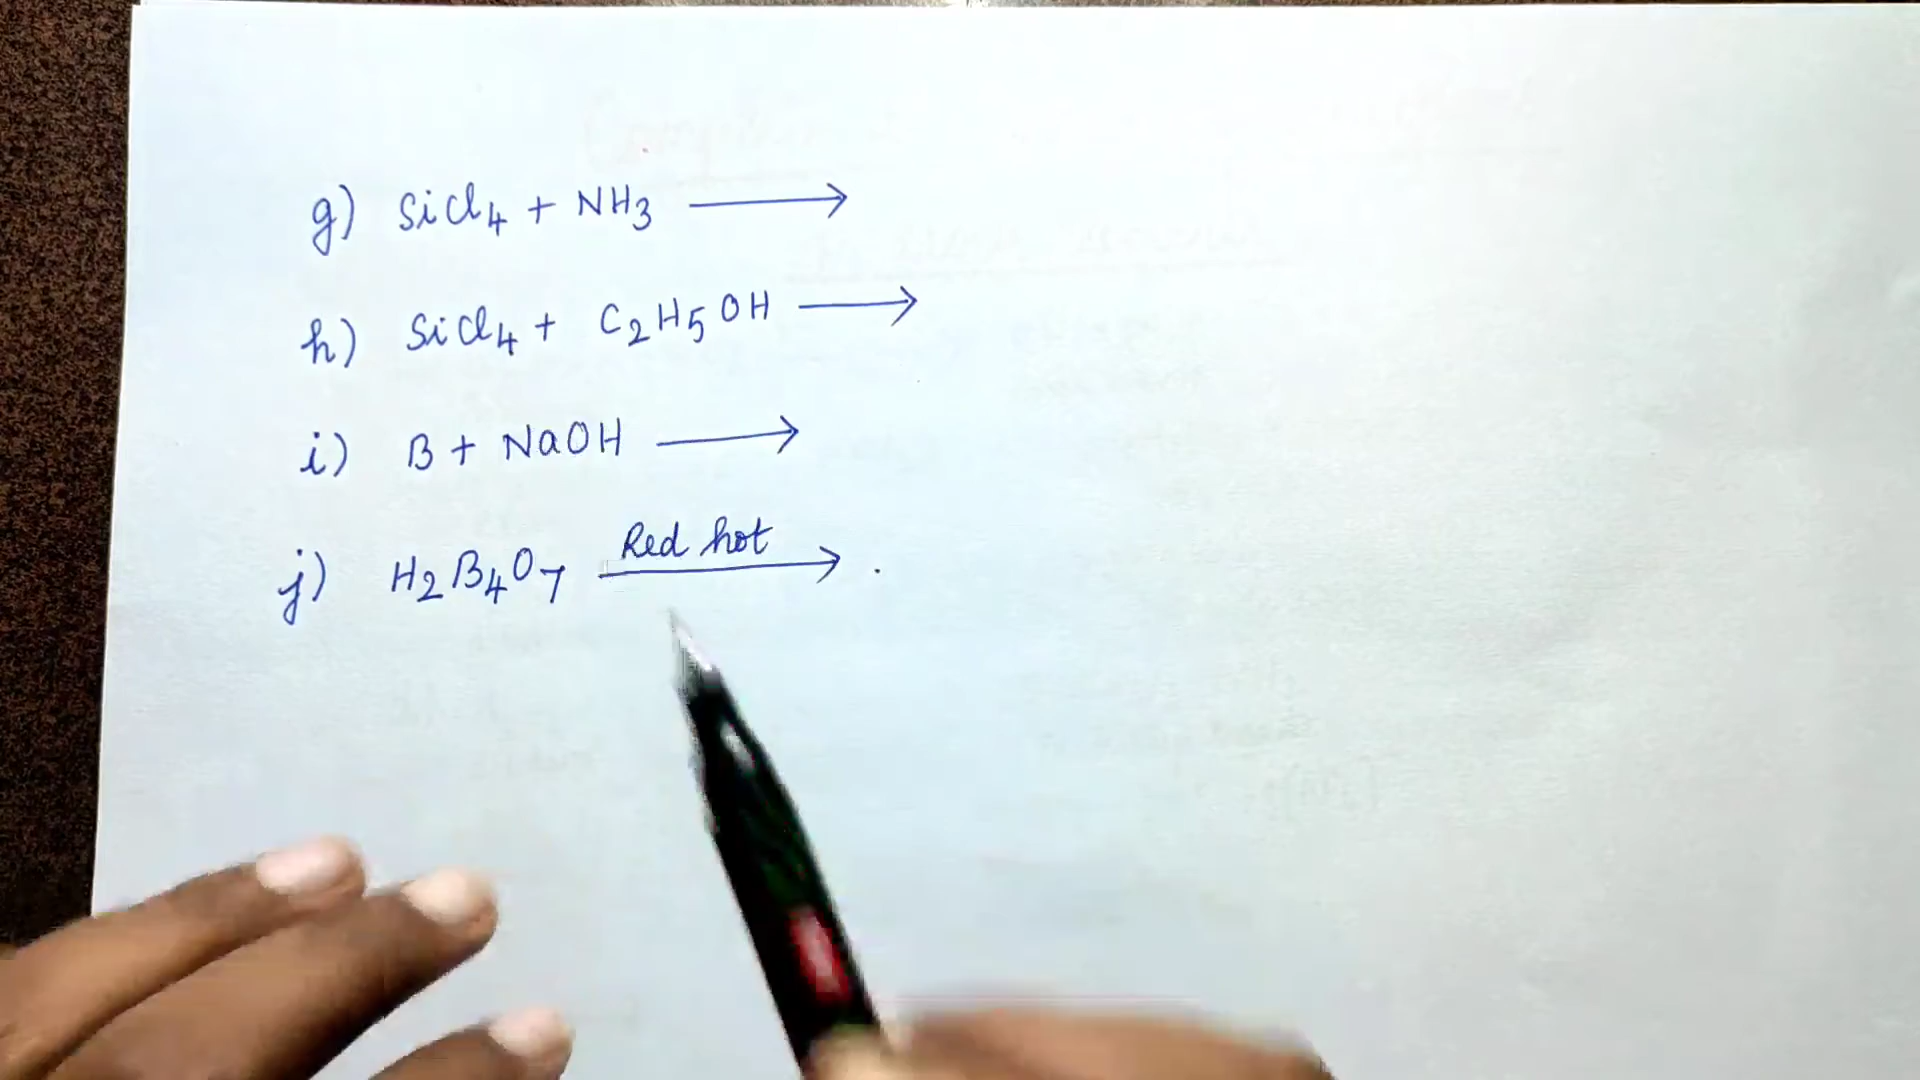 g) SiCl4 + NH3 ⟶
h) SiCl4 + C2H5OH ⟶
i) B + NaOH ⟶
j) H2B4O7 Red hot ⟶ .